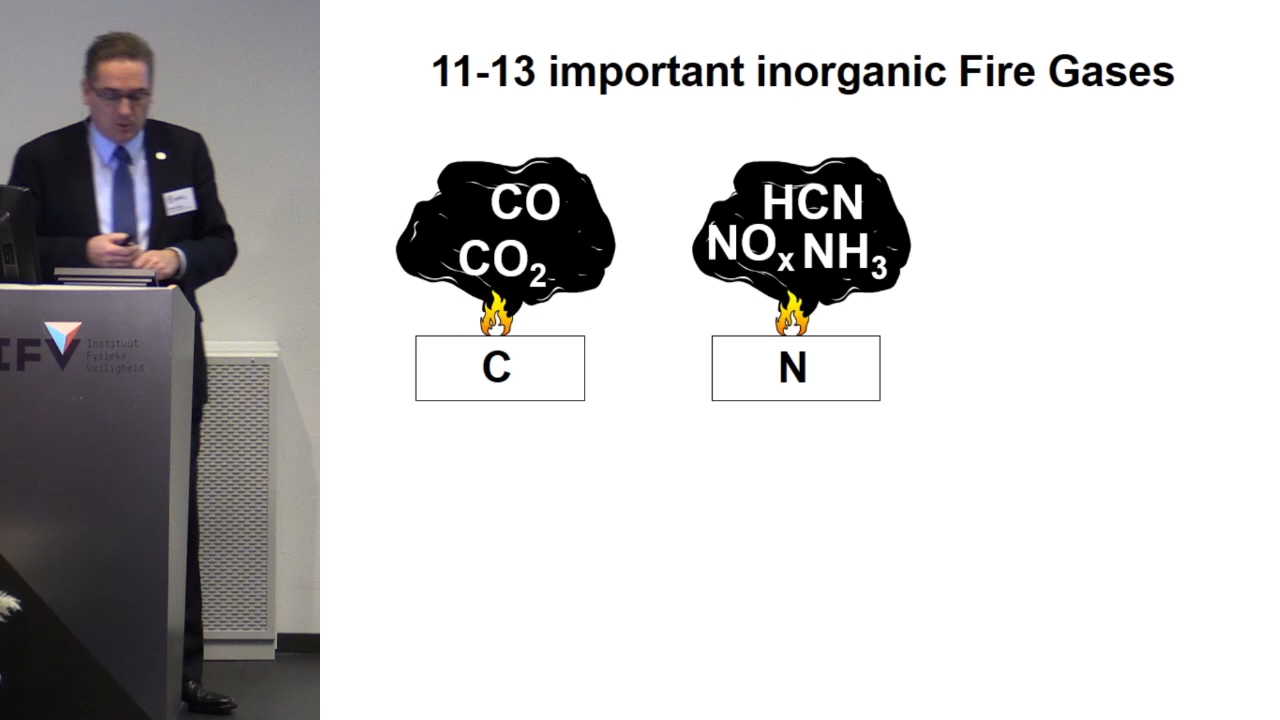 11-13 important inorganic Fire Gases
CO
CO₂
HCN
NOₓ NH₃
C
N
IFV
Instituut
Fysieke
Veiligheid